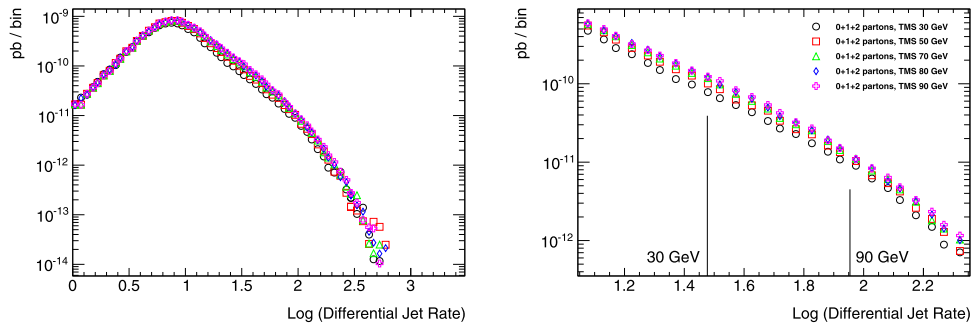 pb / bin
10⁻⁹
10⁻¹⁰
10⁻¹¹
10⁻¹²
10⁻¹³
10⁻¹⁴
0 0.5 1 1.5 2 2.5 3
Log (Differential Jet Rate)
pb / bin
0+1+2 partons, TMS 30 GeV
0+1+2 partons, TMS 50 GeV
0+1+2 partons, TMS 70 GeV
0+1+2 partons, TMS 80 GeV
0+1+2 partons, TMS 90 GeV
10⁻¹⁰
10⁻¹¹
10⁻¹²
30 GeV
90 GeV
1.2 1.4 1.6 1.8 2 2.2
Log (Differential Jet Rate)